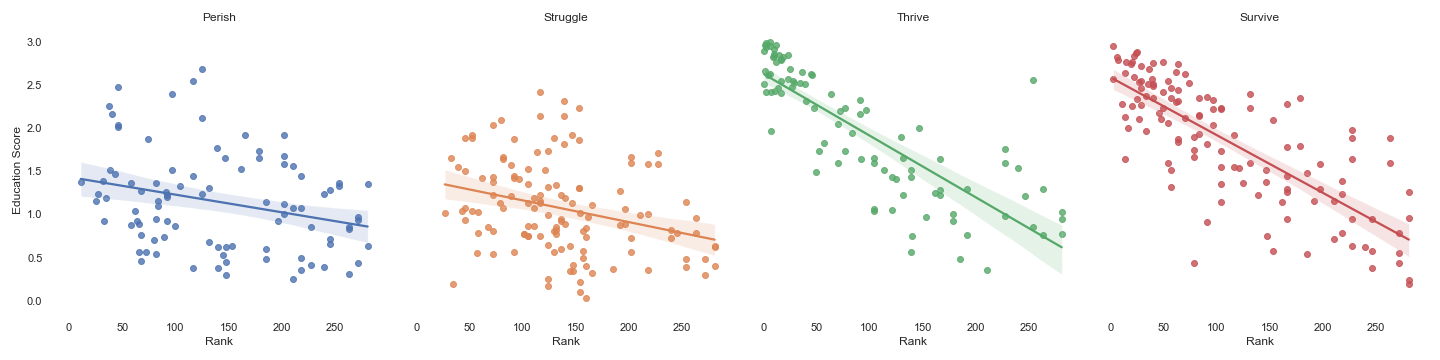 Perish Struggle Thrive Survive
3.0
2.5
2.0
1.5
1.0
0.5
0.0
Education Score
0 50 100 150 200 250 0 50 100 150 200 250 0 50 100 150 200 250 0 50 100 150 200 250
Rank Rank Rank Rank